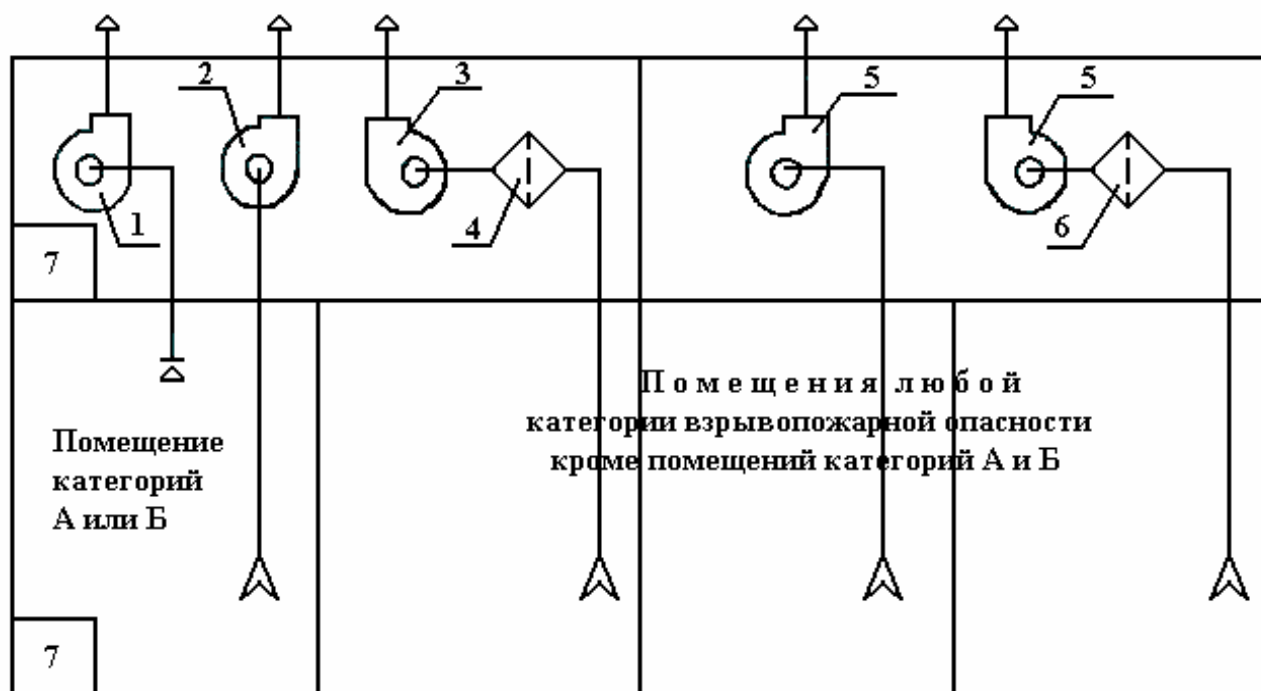 2
3
5
5
1
4
6
7
Помещения любой
категории взрывопожарной опасности
кроме помещений категорий А и Б
Помещение
категорий
А или Б
7